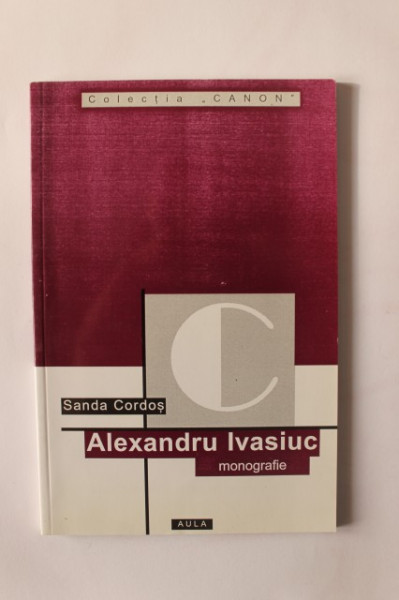 Colecția „CANON"
C
Sanda Cordoș
Alexandru Ivasiuc
monografie
AULA